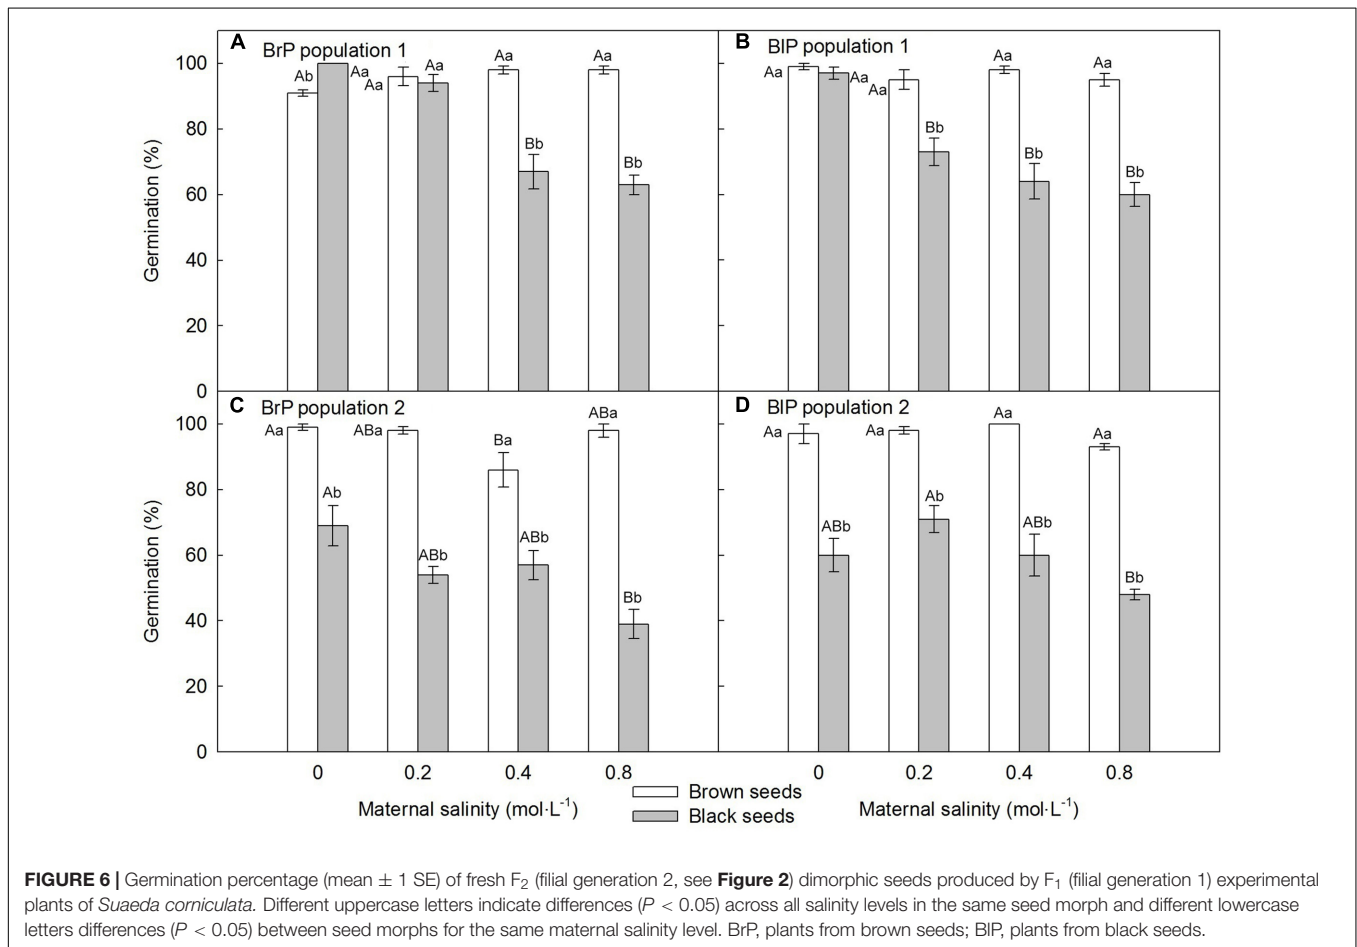 A BrP population 1
B BlP population 1
Germination (%)
100
80
60
40
20
0
Ab Aa
Aa Aa
Aa Bb
Aa Bb
Aa Aa
Aa Bb
Aa Bb
Aa Bb
C BrP population 2
D BlP population 2
Germination (%)
100
80
60
40
20
0
Aa Ab
ABa ABb
Ba ABb
ABa Bb
Aa ABb
Aa Ab
Aa ABb
Aa Bb
0 0.2 0.4 0.8
0 0.2 0.4 0.8
Maternal salinity (mol·L⁻¹)
Brown seeds
Black seeds
Maternal salinity (mol·L⁻¹)
FIGURE 6 | Germination percentage (mean ± 1 SE) of fresh F₂ (filial generation 2, see Figure 2) dimorphic seeds produced by F₁ (filial generation 1) experimental
plants of Suaeda corniculata. Different uppercase letters indicate differences (P < 0.05) across all salinity levels in the same seed morph and different lowercase
letters differences (P < 0.05) between seed morphs for the same maternal salinity level. BrP, plants from brown seeds; BlP, plants from black seeds.